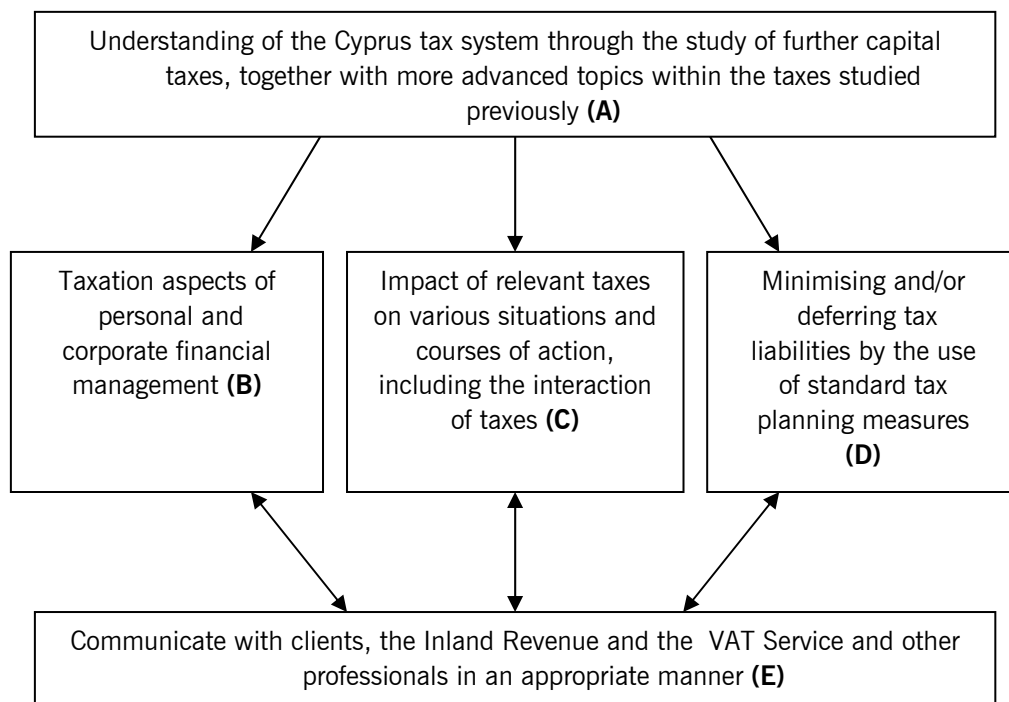 Understanding of the Cyprus tax system through the study of further capital
taxes, together with more advanced topics within the taxes studied
previously (A)
Taxation aspects of
personal and
corporate financial
management (B)
Impact of relevant taxes
on various situations and
courses of action,
including the interaction
of taxes (C)
Minimising and/or
deferring tax
liabilities by the use
of standard tax
planning measures
(D)
Communicate with clients, the Inland Revenue and the VAT Service and other
professionals in an appropriate manner (E)